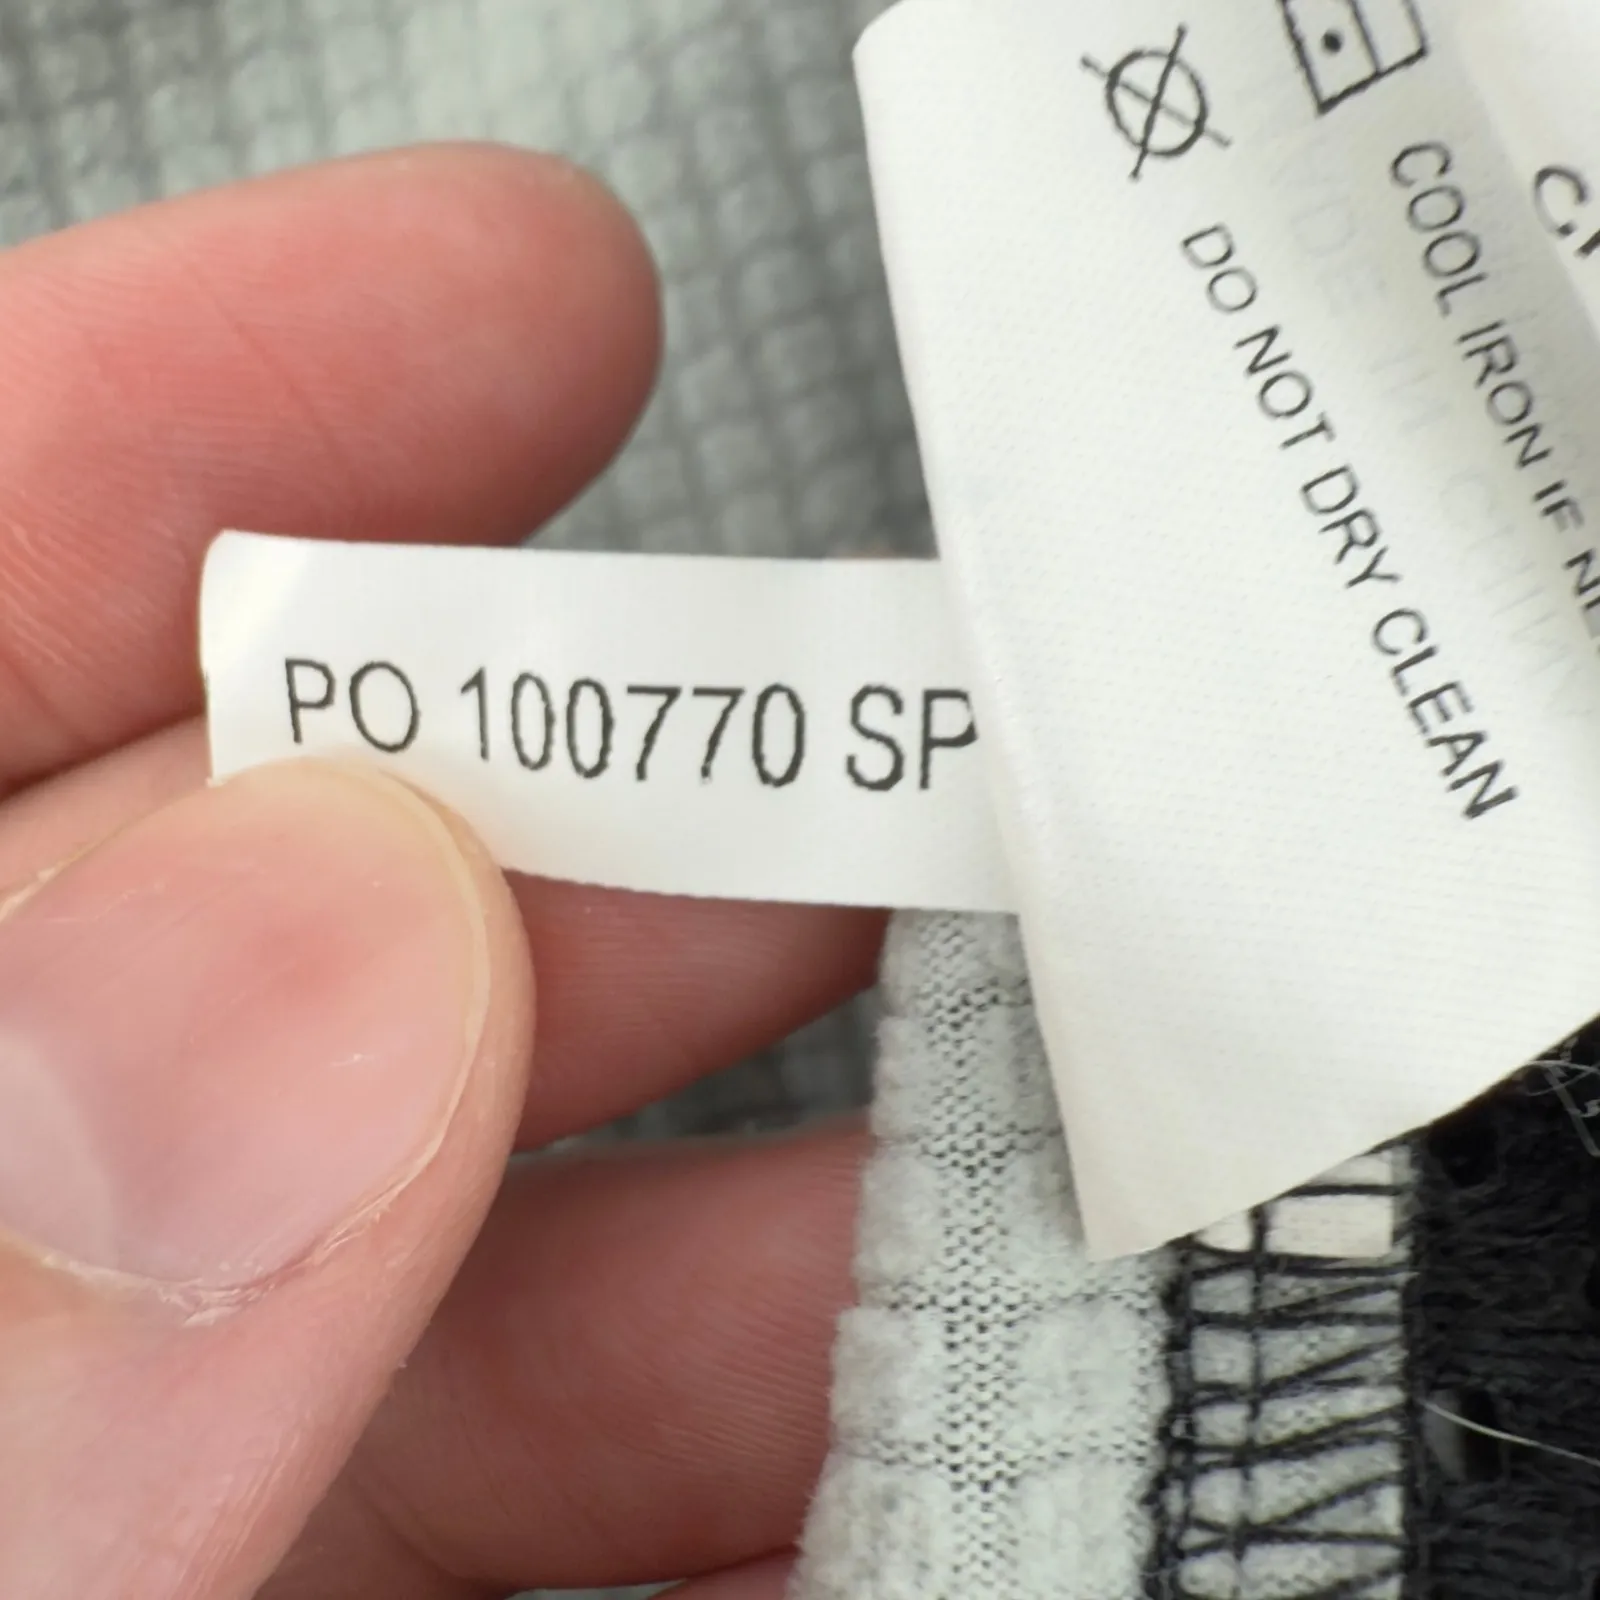 PO 100770 SP
DO NOT DRY CLEAN
COOL IRON IF